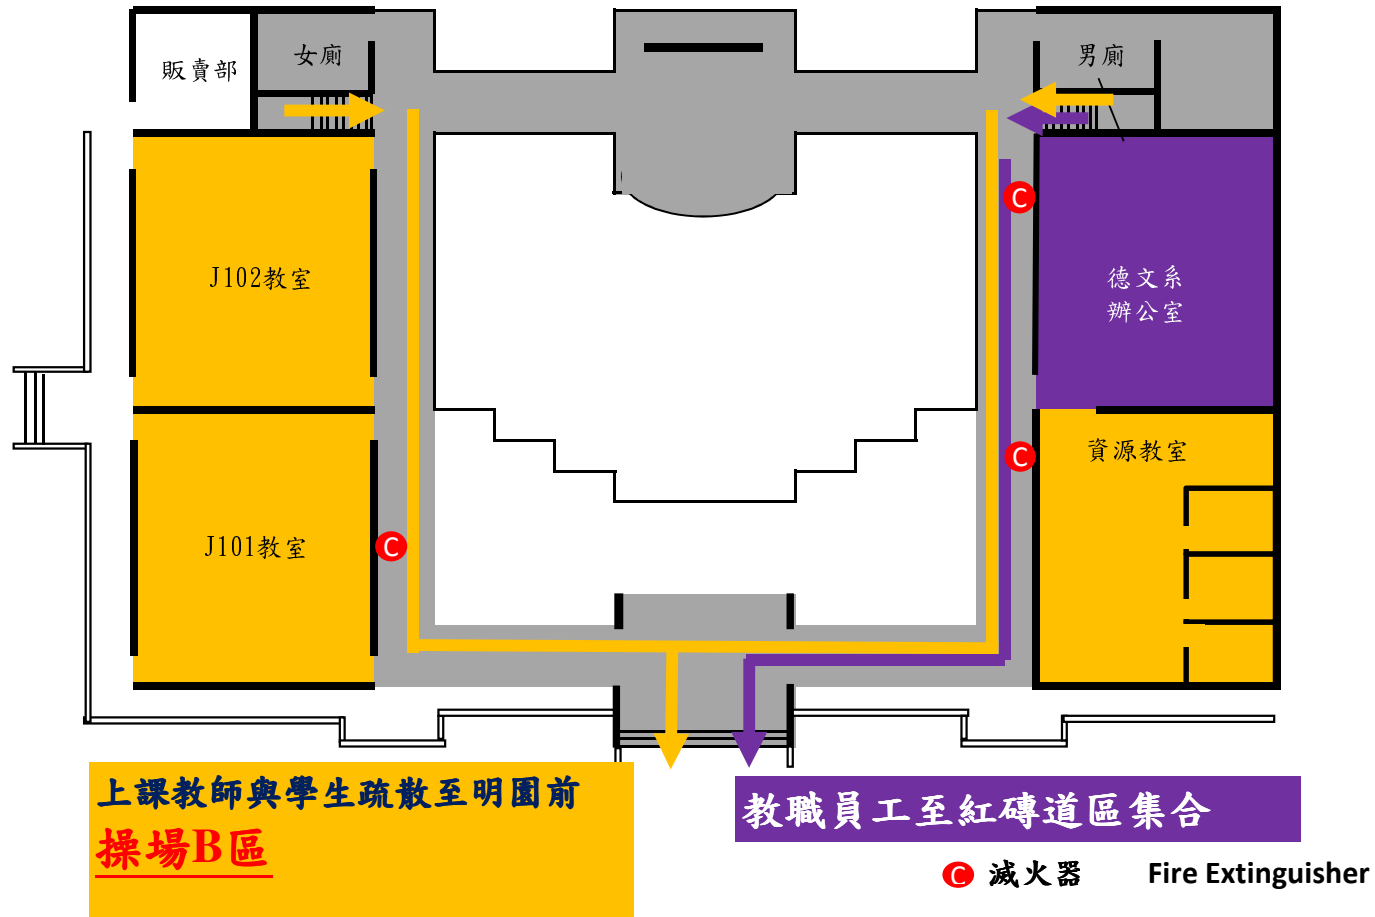 女廁
男廁
販賣部
C
J102教室
德文系
辦公室
資源教室
C
J101教室
C
上課教師與學生疏散至明園前
操場B區
教職員工至紅磚道區集合
C 滅火器 Fire Extinguisher